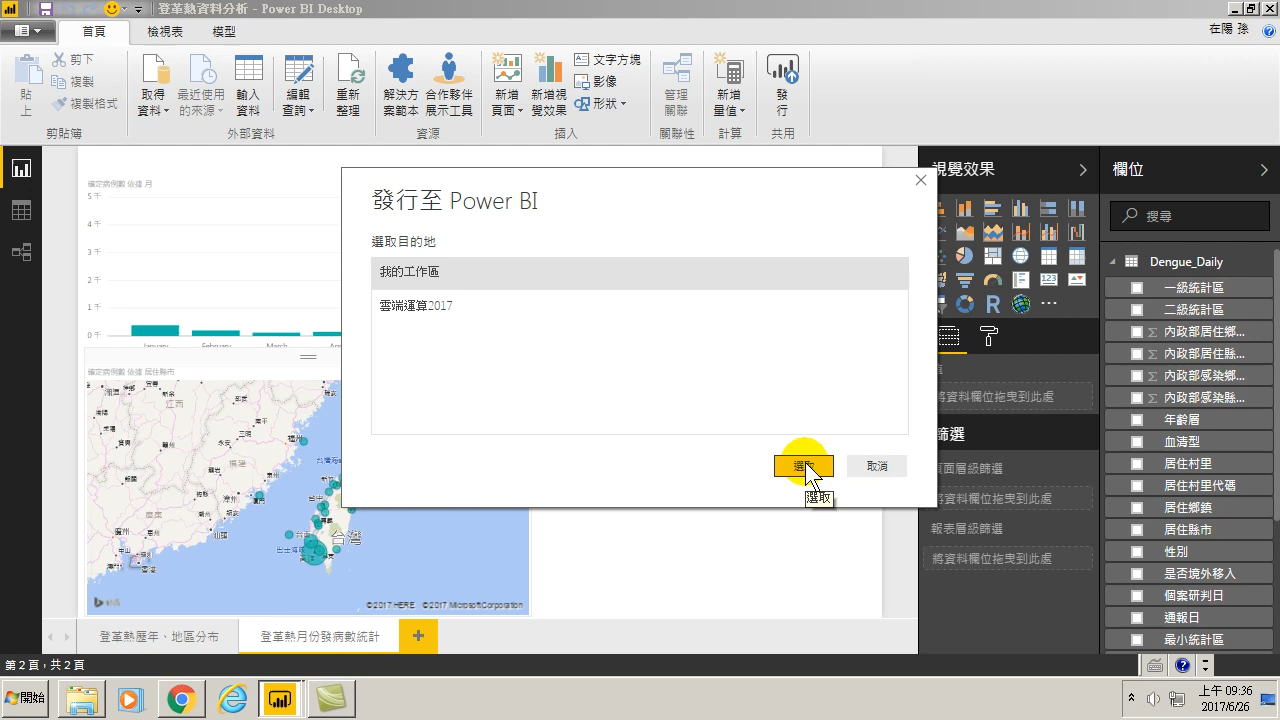 登革熱資料分析 - Power BI Desktop
首頁
檢視表
模型
在陽 孫
貼上
剪下
複製
複製格式
剪貼簿
取得資料
最近使用的來源
輸入資料
編輯查詢
重新整理
外部資料
解決方案範本
合作夥伴展示工具
資源
新增頁面
新增視覺效果
文字方塊
影像
形狀
插入
管理關聯
關聯性
新增量值
計算
發行
共用
確定病例數 依據 月
5 千
4 千
3 千
2 千
1 千
0 千
January
February
March
確定病例數 依據 居住縣市
©2017 HERE ©2017 Microsoft Corporation
發行至 Power BI
選取目的地
我的工作區
雲端運算2017
取消
選取
視覺效果
將資料欄位拖曳到此處
篩選
頁面層級篩選
將資料欄位拖曳到此處
報表層級篩選
將資料欄位拖曳到此處
欄位
搜尋
Dengue_Daily
一級統計區
二級統計區
內政部居住鄉...
內政部居住縣...
內政部感染鄉...
內政部感染縣...
年齡層
血清型
居住村里
居住村里代碼
居住鄉鎮
居住縣市
性別
是否境外移入
個案研判日
通報日
最小統計區
登革熱歷年、地區分布
登革熱月份發病數統計
第 2 頁，共 2 頁
開始
上午 09:36
2017/6/26